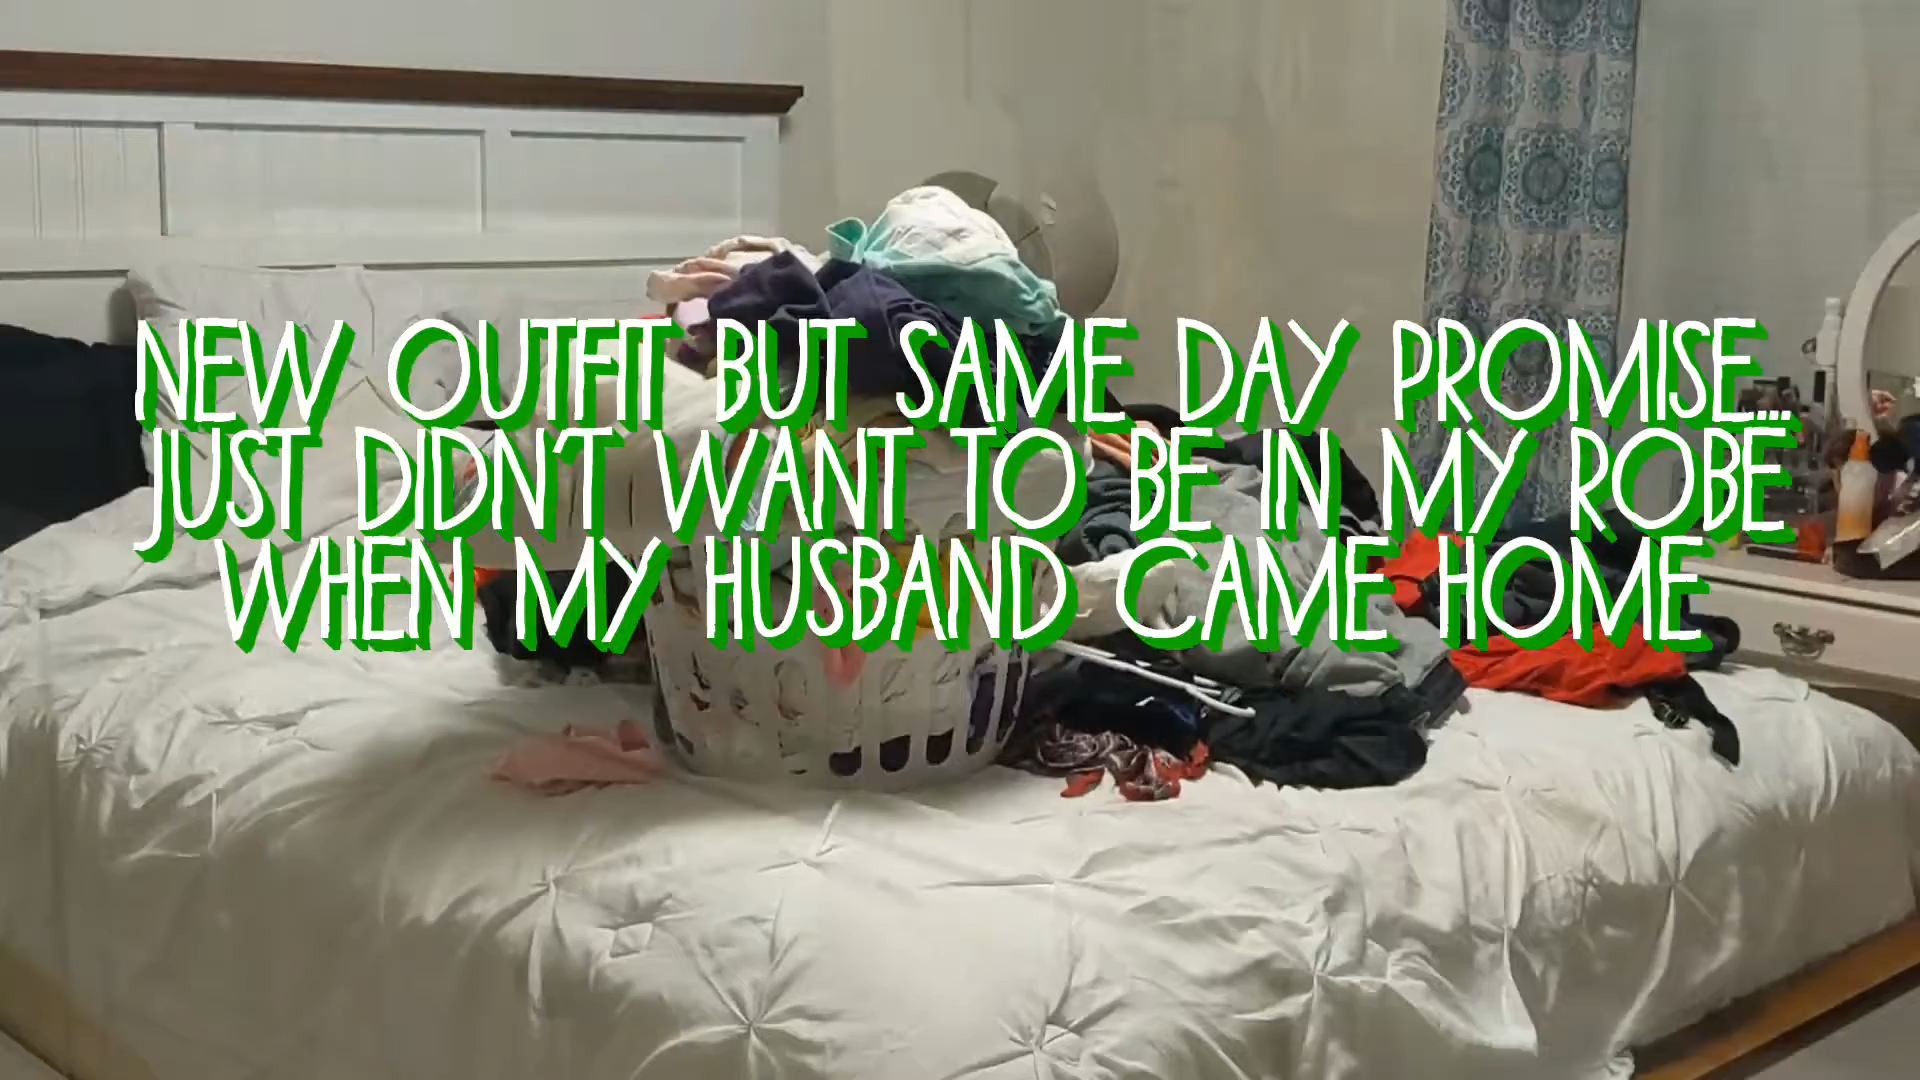 NEW OUTFIT BUT SAME DAY PROMISE...
JUST DIDN'T WANT TO BE IN MY ROBE
WHEN MY HUSBAND CAME HOME